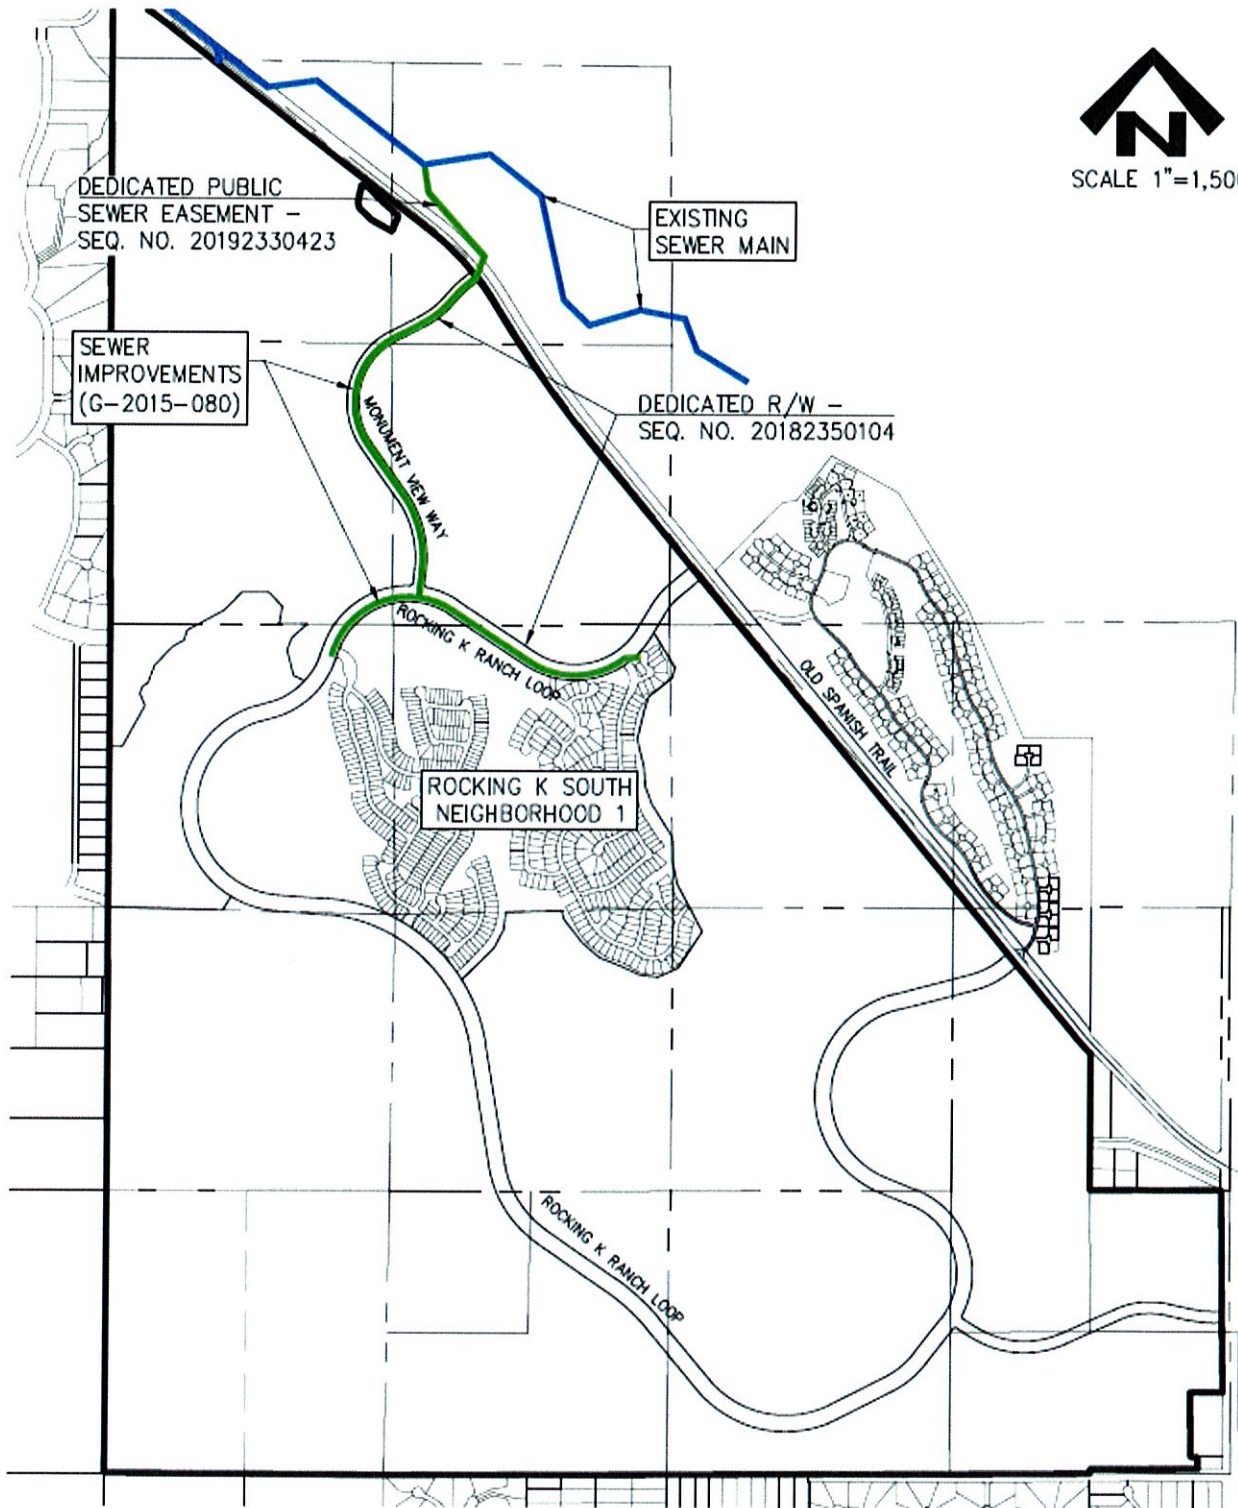 N
SCALE 1"=1,50
DEDICATED PUBLIC
SEWER EASEMENT –
SEQ. NO. 20192330423
EXISTING
SEWER MAIN
SEWER
IMPROVEMENTS
(G-2015-080)
DEDICATED R/W –
SEQ. NO. 20182350104
MONUMENT VIEW WAY
ROCKING K RANCH LOOP
OLD SPANISH TRAIL
ROCKING K SOUTH
NEIGHBORHOOD 1
ROCKING K RANCH LOOP